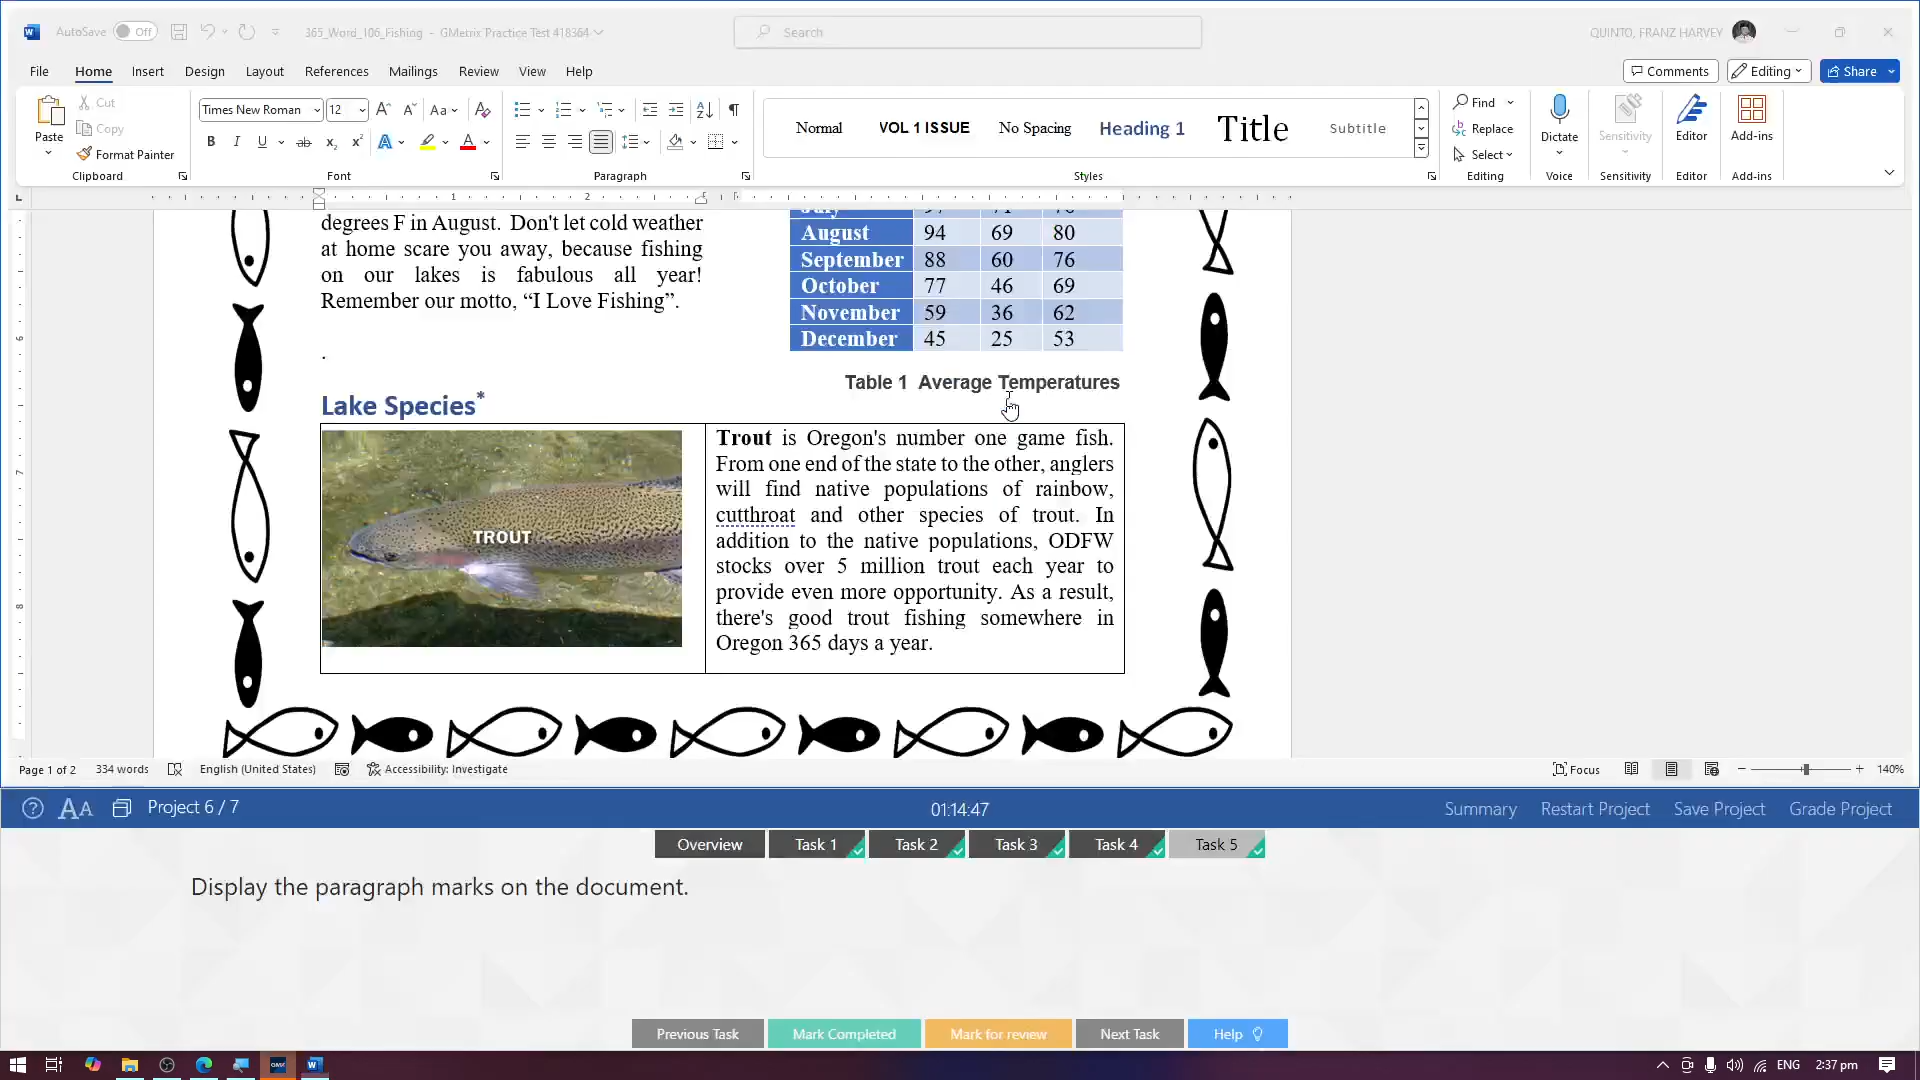 AutoSave Off 365_Word_106_Fishing - GMetrix Practice Test 418364 Search QUINTO, FRANZ HARVEY
File Home Insert Design Layout References Mailings Review View Help Comments Editing Share
Paste Cut Copy Format Painter
Clipboard
Times New Roman 12
Font
Paragraph
Normal VOL 1 ISSUE No Spacing Heading 1 Title Subtitle
Styles
Find
Replace
Select
Editing
Dictate
Voice
Sensitivity
Sensitivity
Editor
Editor
Add-ins
Add-ins
1 2
6
7
8
degrees F in August. Don't let cold weather
at home scare you away, because fishing
on our lakes is fabulous all year!
Remember our motto, “I Love Fishing”.
.
August 94 69 80
September 88 60 76
October 77 46 69
November 59 36 62
December 45 25 53
Table 1 Average Temperatures
Lake Species*
TROUT
Trout is Oregon's number one game fish.
From one end of the state to the other, anglers
will find native populations of rainbow,
cutthroat and other species of trout. In
addition to the native populations, ODFW
stocks over 5 million trout each year to
provide even more opportunity. As a result,
there's good trout fishing somewhere in
Oregon 365 days a year.
Page 1 of 2 334 words English (United States) Accessibility: Investigate Focus 140%
Project 6 / 7 01:14:47 Summary Restart Project Save Project Grade Project
Overview Task 1 Task 2 Task 3 Task 4 Task 5
Display the paragraph marks on the document.
Previous Task Mark Completed Mark for review Next Task Help
ENG 2:37 pm